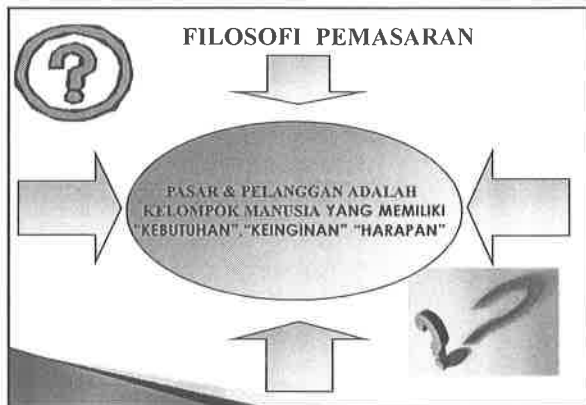 FILOSOFI PEMASARAN
PASAR & PELANGGAN ADALAH
KELOMPOK MANUSIA YANG MEMILIKI
"KEBUTUHAN","KEINGINAN" "HARAPAN"